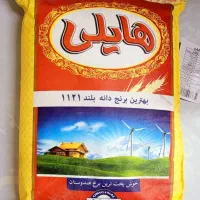 هایلی
بهترین برنج دانه بلند ۱۱۲۱
خوش پخت ترین برنج هندوستان